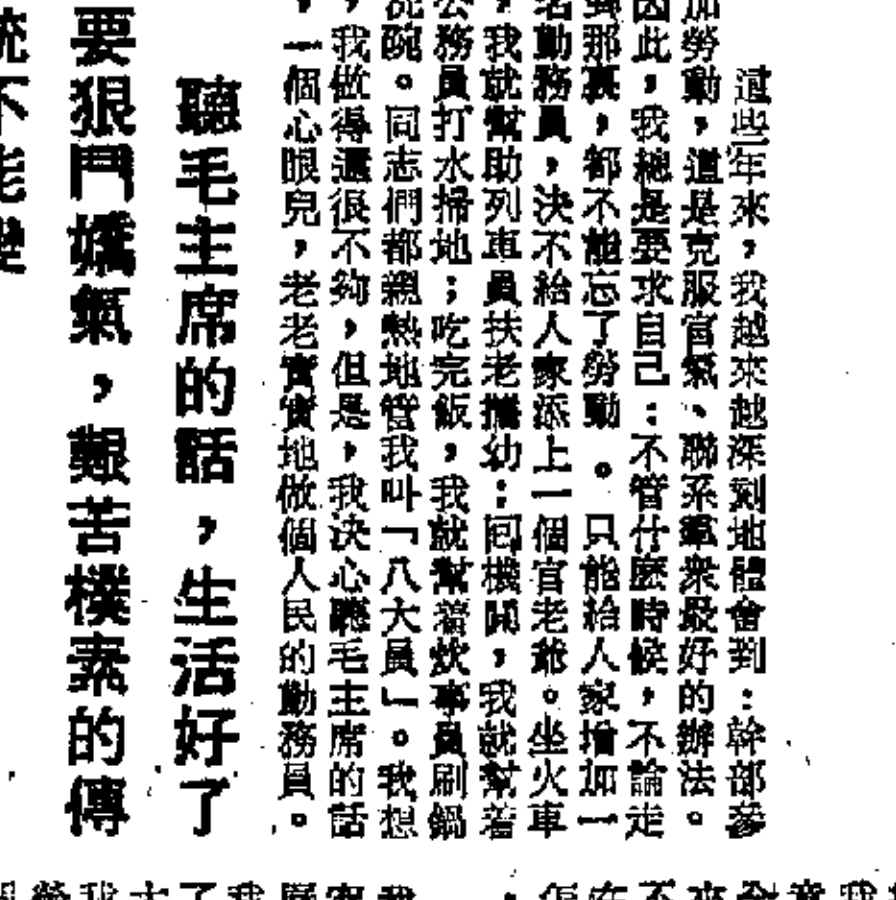 這些年來，我越來越深刻地體會到：幹部參
加勞動，這是克服官氣、聯系羣衆最好的辦法。
因此，我總是要求自己：不管什麽時候，不論走
到那裏，都不能忘了勞動。只能給人家增加一
名勤務員，決不給人家添上一個官老爺。坐火車
，我就幫助列車員扶老攜幼；回機關，我就幫着
公務員打水掃地；吃完飯，我就幫着炊事員刷鍋
洗碗。同志們都親熱地管我叫「八大員」。我想
，我做得還很不夠，但是，我決心聽毛主席的話
，一個心眼兒，老老實實地做個人民的勤務員。
聽毛主席的話，生活好了
要狠鬥嬌氣，艱苦樸素的傳
統不能變